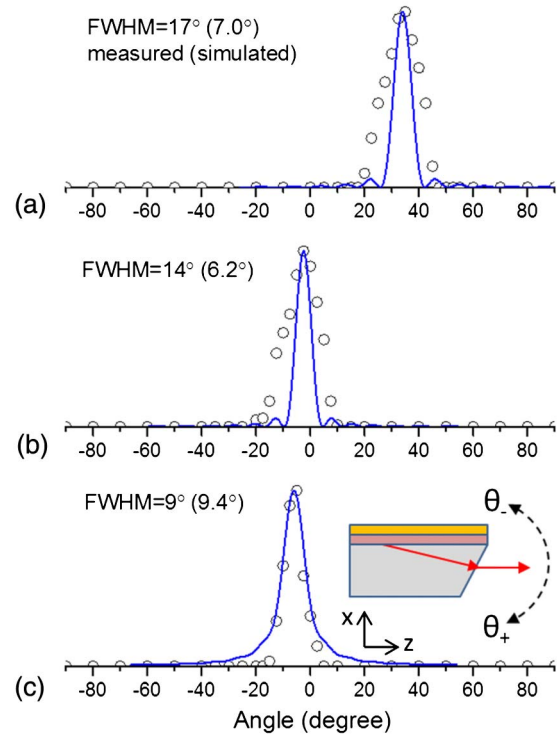 FWHM=17° (7.0°)
measured (simulated)
(a)
-80 -60 -40 -20 0 20 40 60 80
FWHM=14° (6.2°)
(b)
-80 -60 -40 -20 0 20 40 60 80
FWHM=9° (9.4°)
θ-
x
z
θ+
(c)
-80 -60 -40 -20 0 20 40 60 80
Angle (degree)